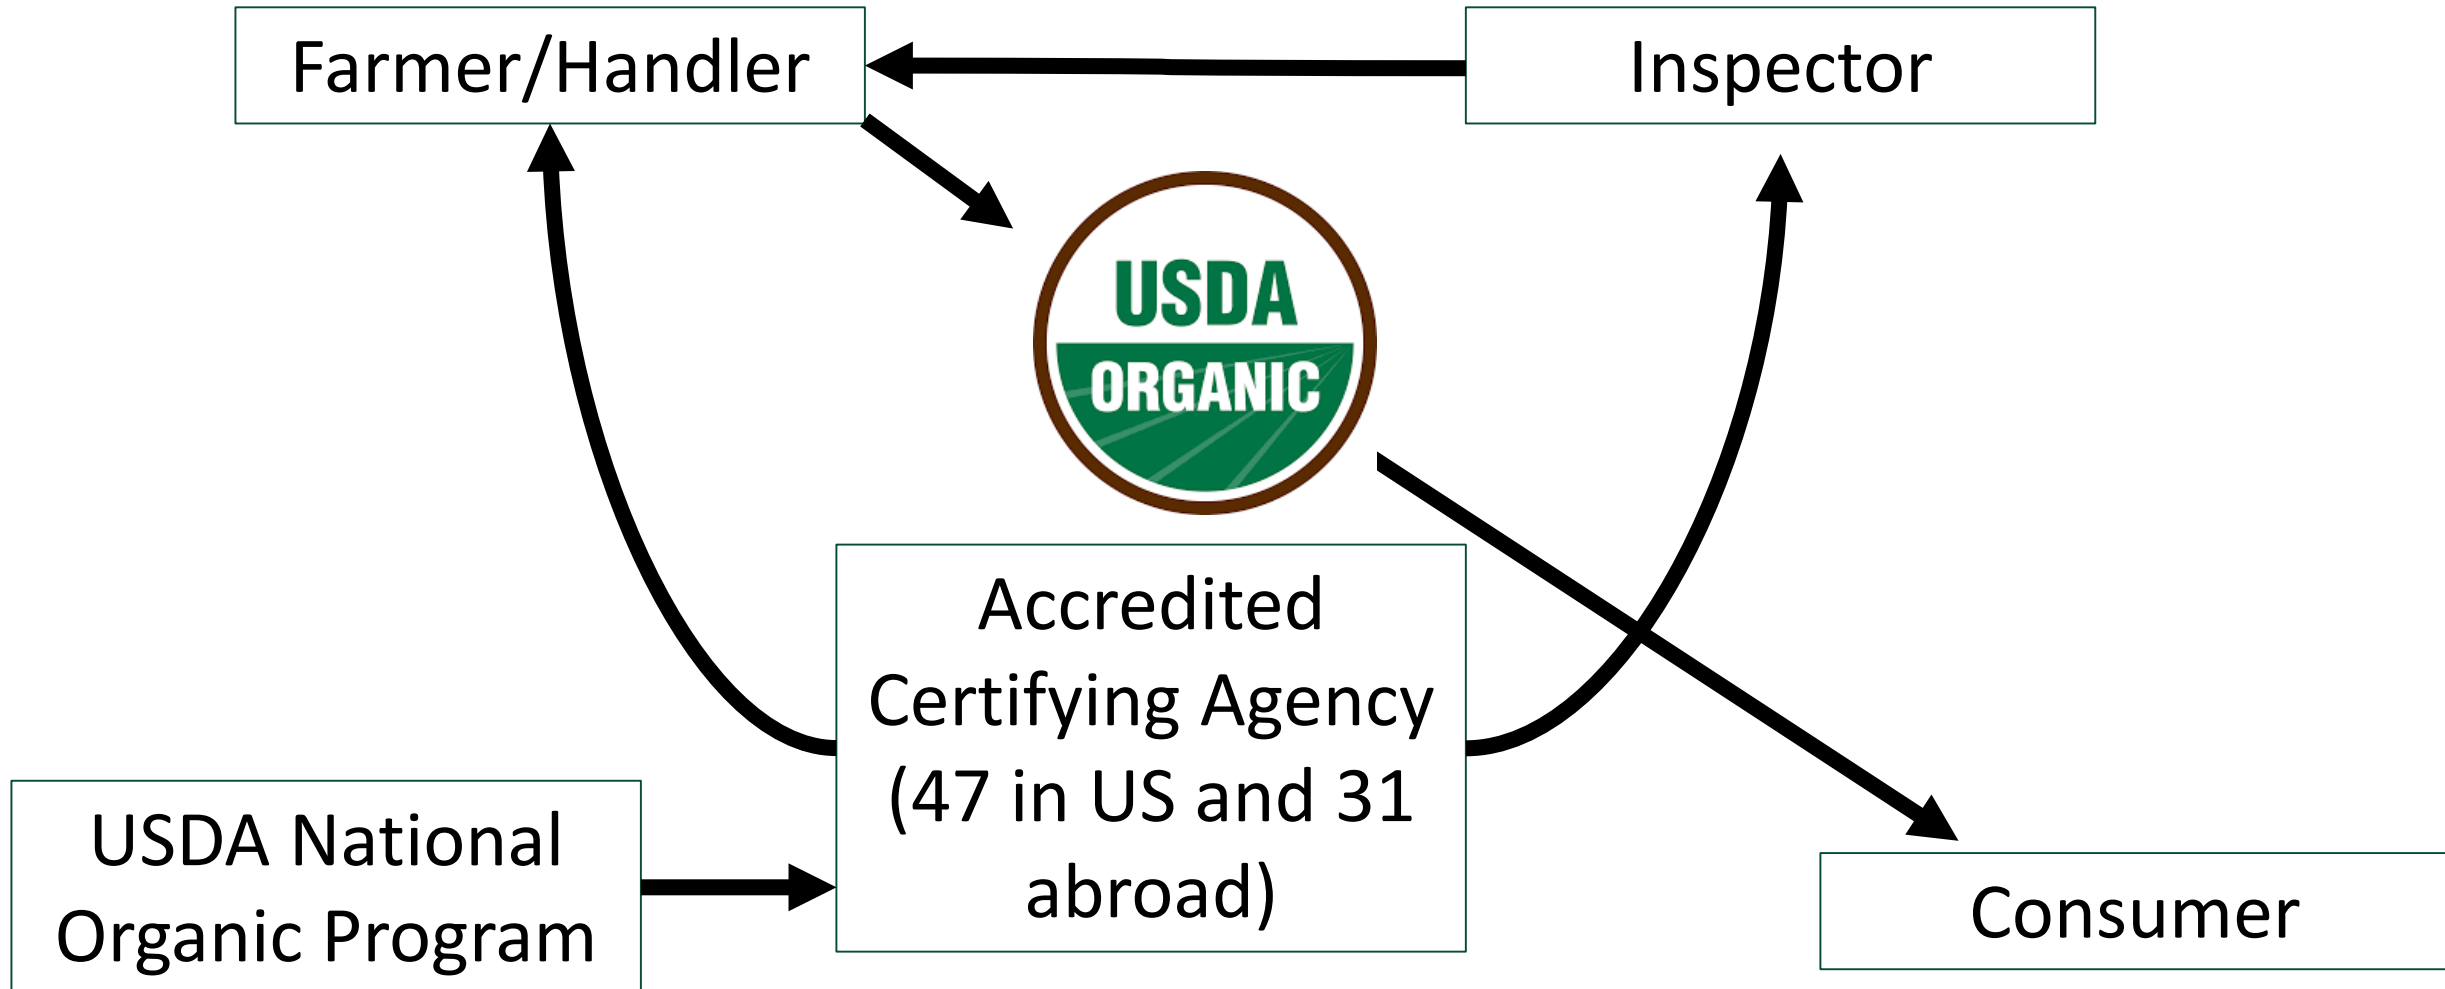 Farmer/Handler
Inspector
USDA
ORGANIC
Accredited
Certifying Agency
(47 in US and 31
abroad)
USDA National
Organic Program
Consumer